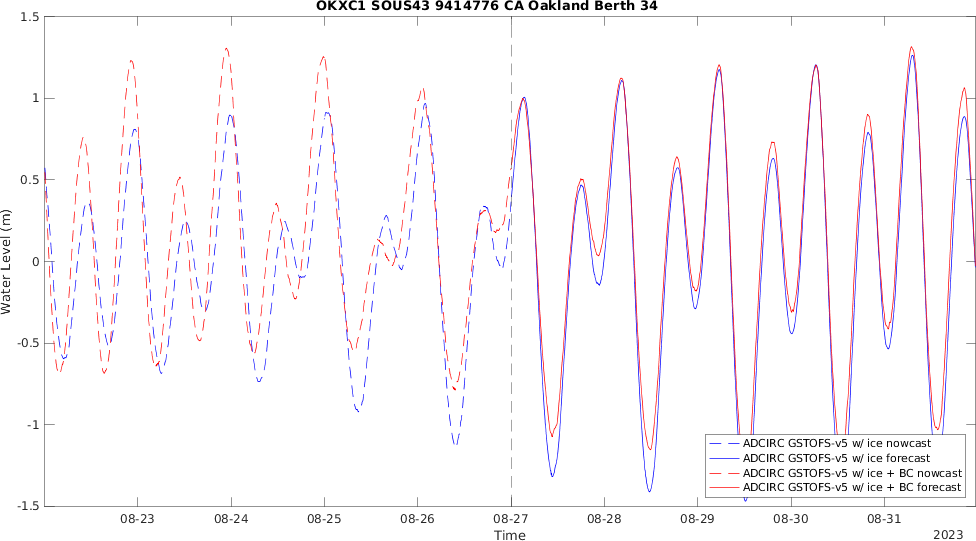 OKXC1 SOUS43 9414776 CA Oakland Berth 34
1.5
1
0.5
0
-0.5
-1
-1.5
Water Level (m)
ADCIRC GSTOFS-v5 w/ ice nowcast
ADCIRC GSTOFS-v5 w/ ice forecast
ADCIRC GSTOFS-v5 w/ ice + BC nowcast
ADCIRC GSTOFS-v5 w/ ice + BC forecast
08-23 08-24 08-25 08-26 08-27 08-28 08-29 08-30 08-31
Time
2023